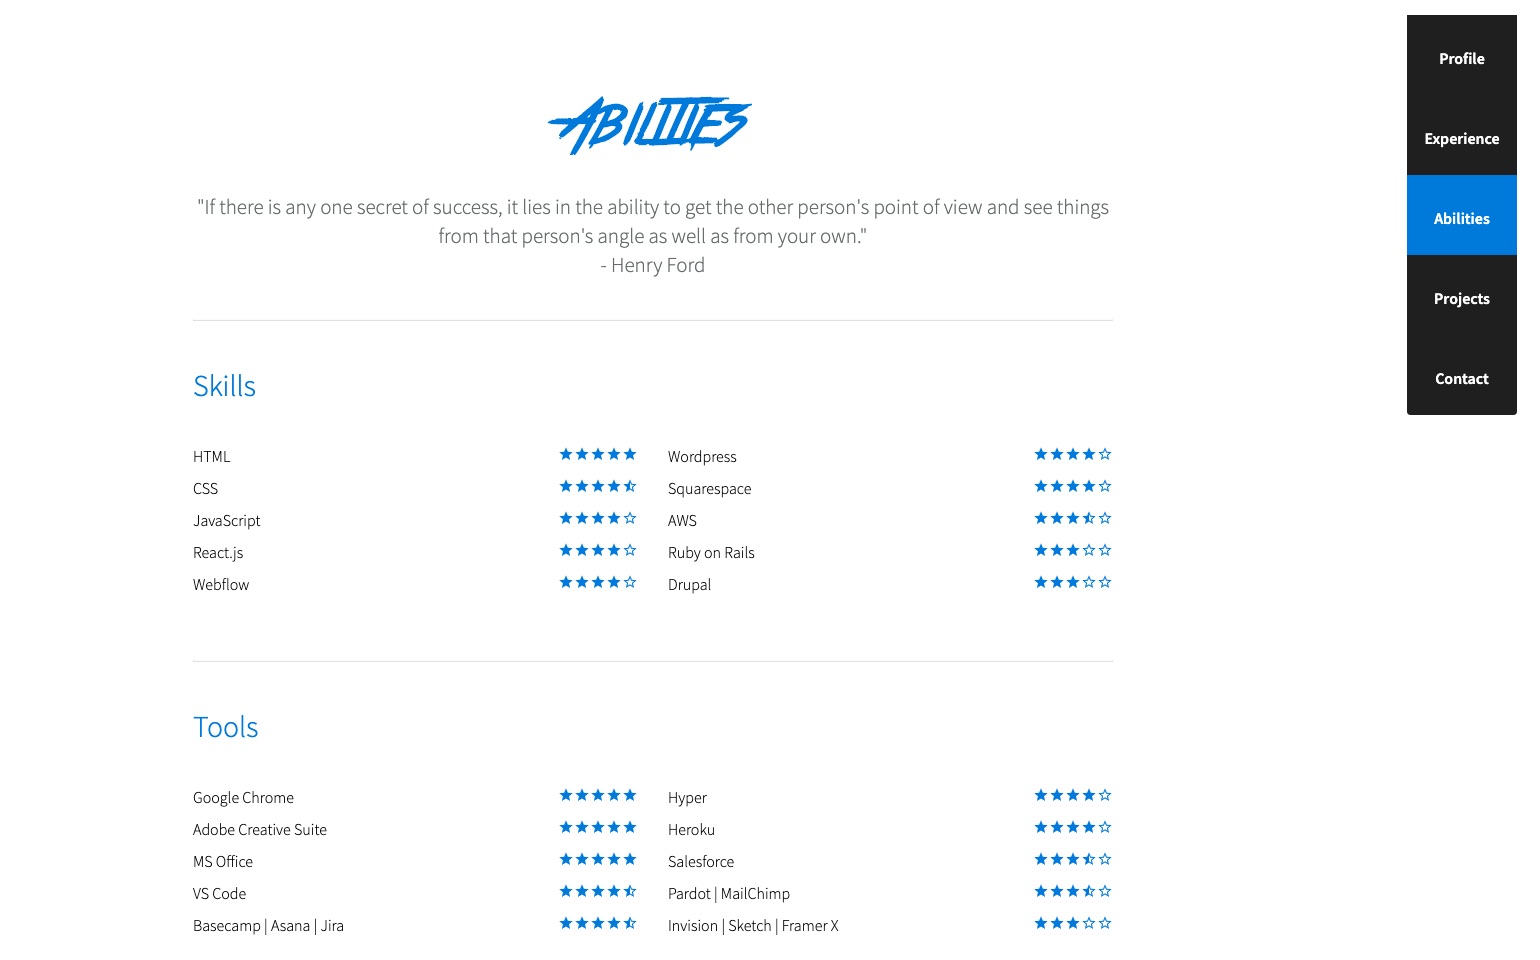 ABILITIES
"If there is any one secret of success, it lies in the ability to get the other person's point of view and see things
from that person's angle as well as from your own."
- Henry Ford
Skills
HTML
CSS
JavaScript
React.js
Webflow
Wordpress
Squarespace
AWS
Ruby on Rails
Drupal
Tools
Google Chrome
Adobe Creative Suite
MS Office
VS Code
Basecamp | Asana | Jira
Hyper
Heroku
Salesforce
Pardot | MailChimp
Invision | Sketch | Framer X
Profile
Experience
Abilities
Projects
Contact